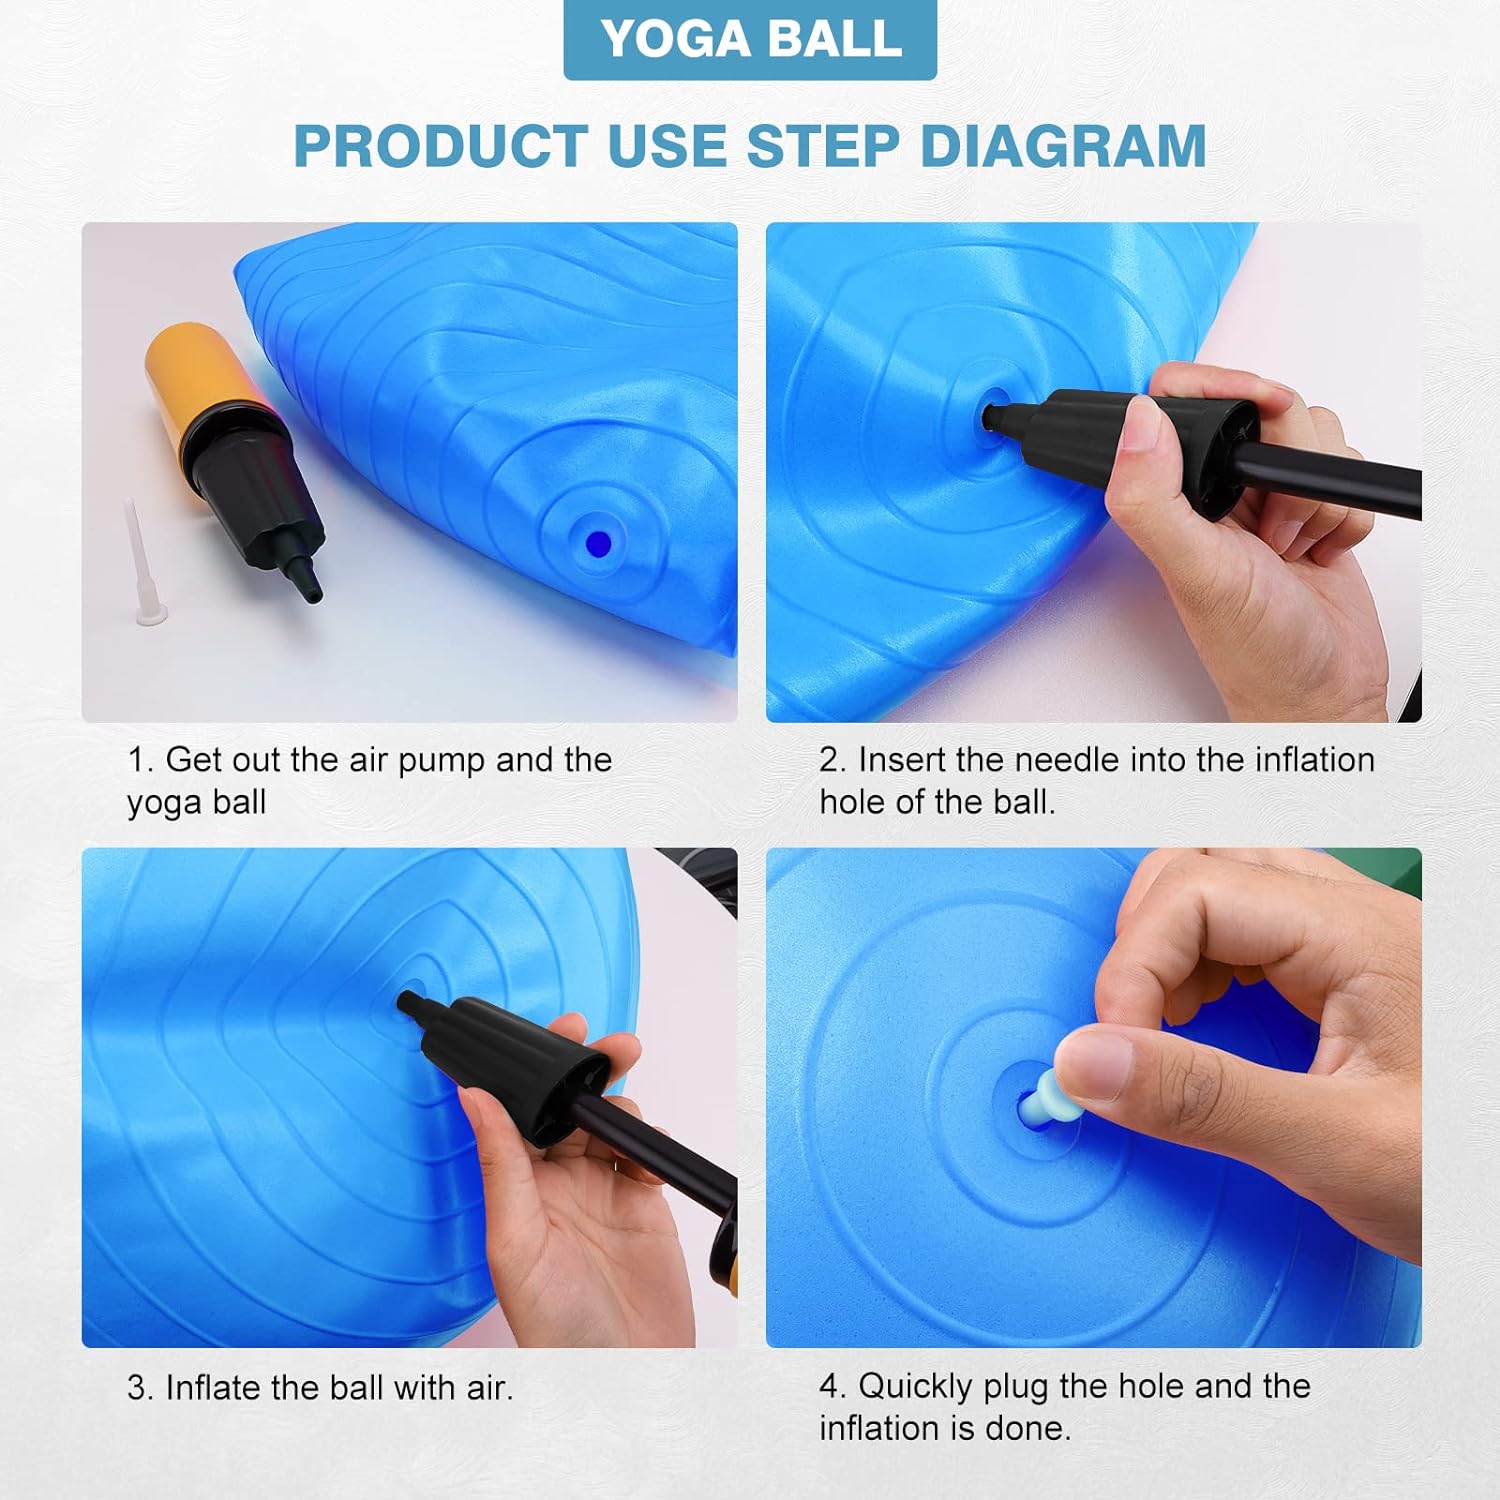 YOGA BALL
PRODUCT USE STEP DIAGRAM
1. Get out the air pump and the
yoga ball
2. Insert the needle into the inflation
hole of the ball.
3. Inflate the ball with air.
4. Quickly plug the hole and the
inflation is done.